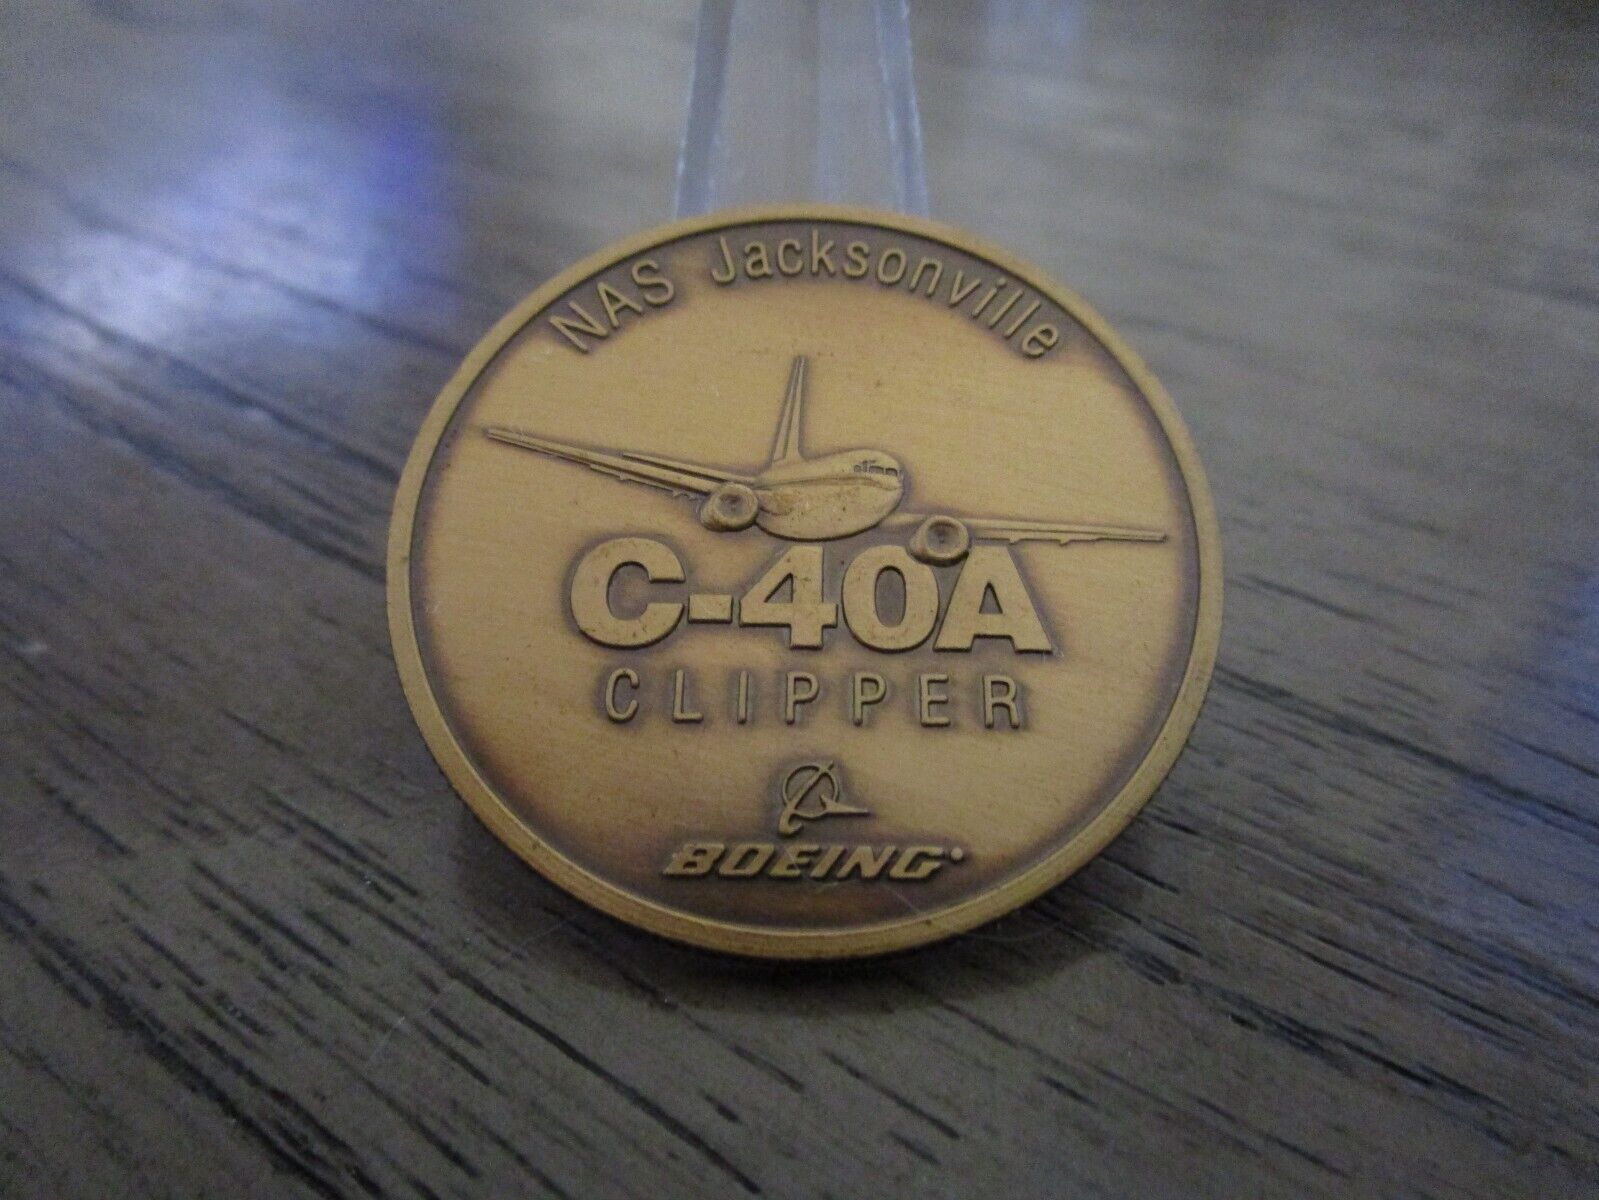 NAS Jacksonville
C-40A
CLIPPER
BOEING